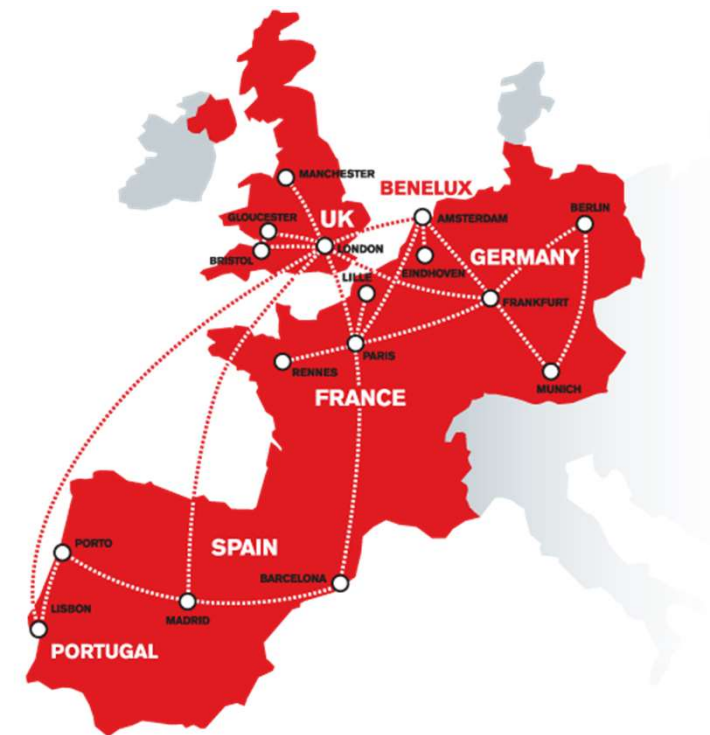 MANCHESTER
BENELUX
GLOUCESTER
UK
AMSTERDAM
BERLIN
LONDON
BRISTOL
EINDHOVEN
GERMANY
LILLE
FRANKFURT
PARIS
RENNES
MUNICH
FRANCE
PORTO
SPAIN
BARCELONA
LISBON
MADRID
PORTUGAL